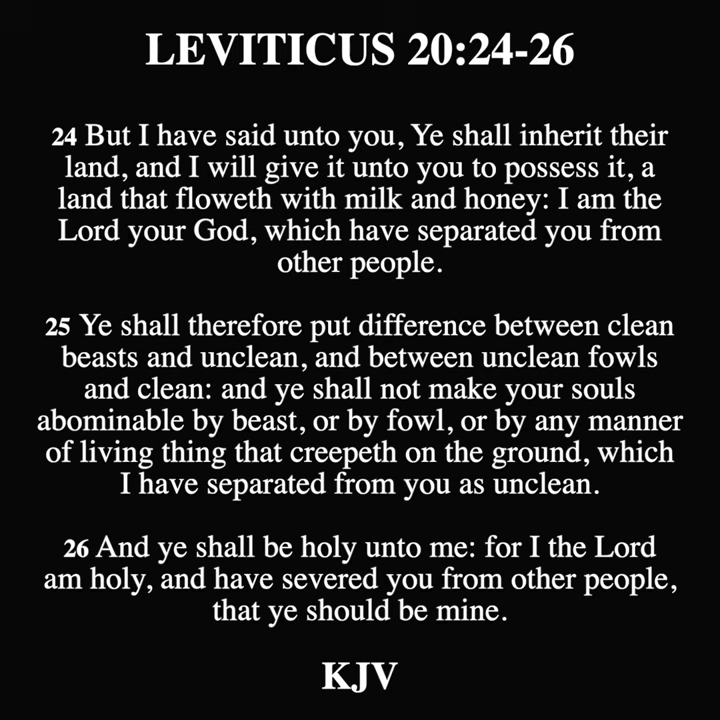 LEVITICUS 20:24-26
24 But I have said unto you, Ye shall inherit their
land, and I will give it unto you to possess it, a
land that floweth with milk and honey: I am the
Lord your God, which have separated you from
other people.
25 Ye shall therefore put difference between clean
beasts and unclean, and between unclean fowls
and clean: and ye shall not make your souls
abominable by beast, or by fowl, or by any manner
of living thing that creepeth on the ground, which
I have separated from you as unclean.
26 And ye shall be holy unto me: for I the Lord
am holy, and have severed you from other people,
that ye should be mine.
KJV